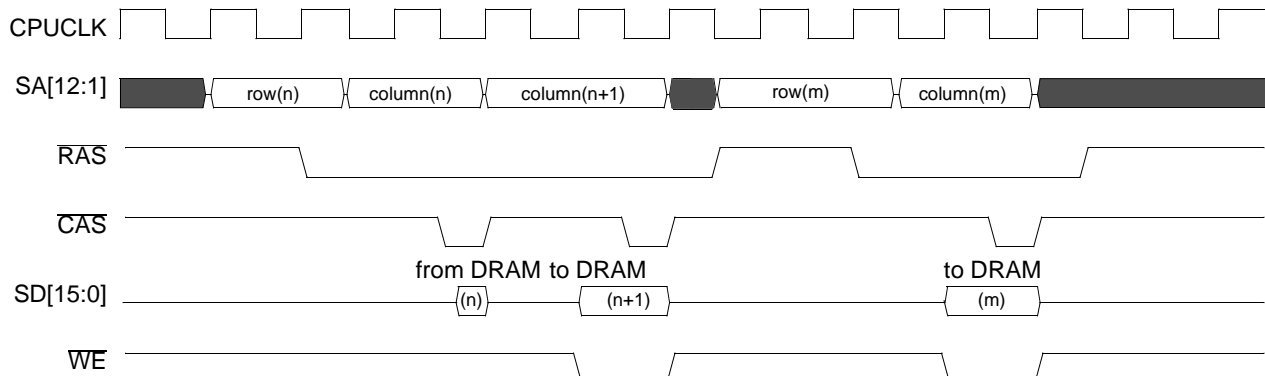 CPUCLK
SA[12:1] row(n) column(n) column(n+1) row(m) column(m)
RAS
CAS
from DRAM to DRAM to DRAM
SD[15:0] (n) (n+1) (m)
WE